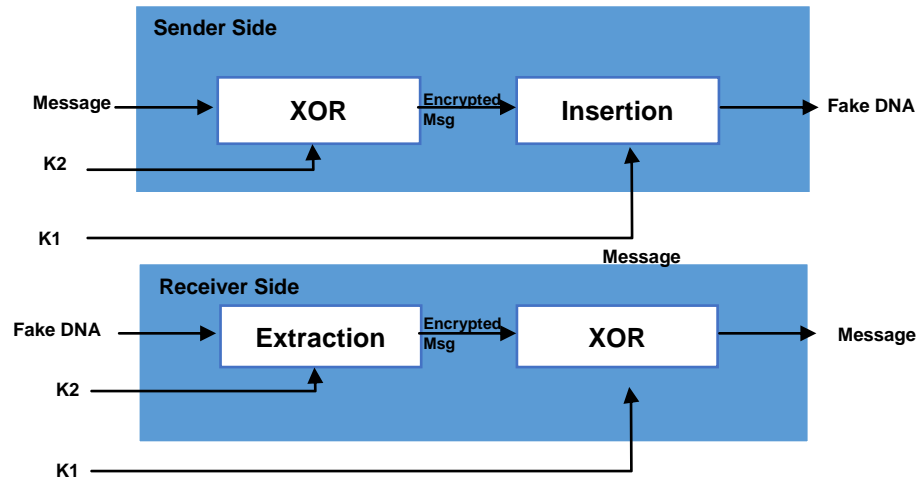 Sender Side
Message
XOR
Encrypted
Msg
Insertion
Fake DNA
K2
K1
Message
Receiver Side
Fake DNA
Extraction
Encrypted
Msg
XOR
Message
K2
K1